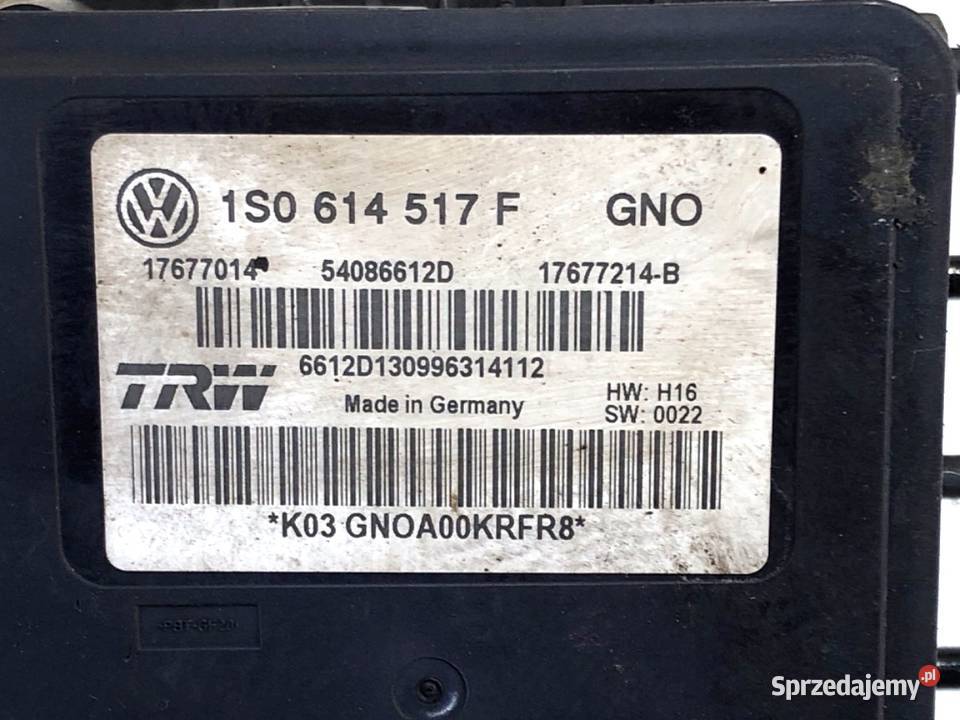 1S0 614 517 F GNO
17677014 54086612D 17677214-B
6612D130996314112
TRW
Made in Germany
HW: H16
SW: 0022
*K03 GNOA00KRFR8*
Sprzedajemy.pl